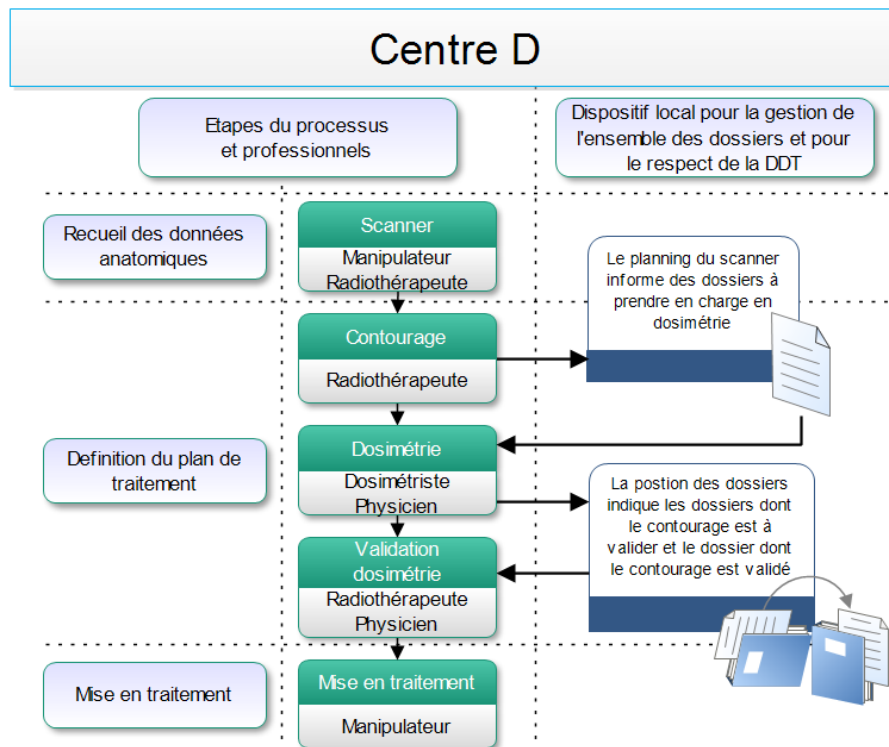 Centre D
Etapes du processus
et professionnels
Dispositif local pour la gestion de
l'ensemble des dossiers et pour
le respect de la DDT
Recueil des données
anatomiques
Scanner
Manipulateur
Radiothérapeute
Le planning du scanner
informe des dossiers à
prendre en charge en
dosimétrie
Contourage
Radiothérapeute
Definition du plan de
traitement
Dosimétrie
Dosimétriste
Physicien
La postion des dossiers
indique les dossiers dont
le contourage est à
valider et le dossier dont
le contourage est validé
Validation
dosimétrie
Radiothérapeute
Physicien
Mise en traitement
Mise en traitement
Manipulateur